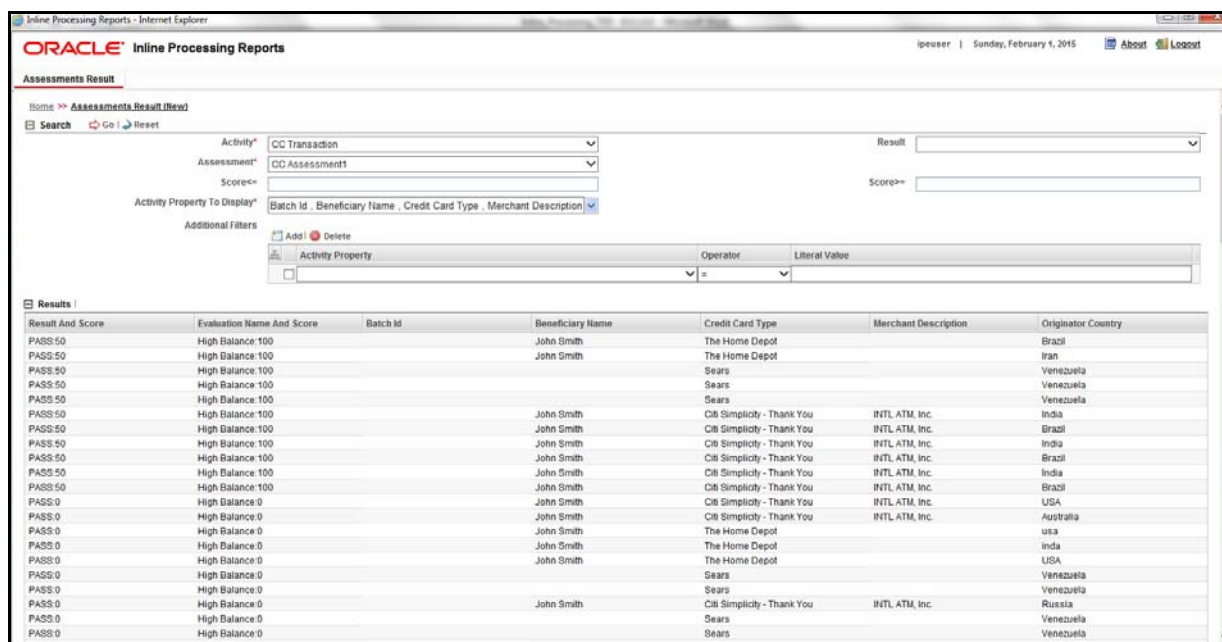 Inline Processing Reports - Internet Explorer
ORACLE Inline Processing Reports
ipeuser | Sunday, February 1, 2015 About Logout
Assessments Result
Home >> Assessments Result (New)
Search Go | Reset
Activity* CC Transaction Result
Assessment* CC Assessment1
Score<= Score>=
Activity Property To Display* Batch Id , Beneficiary Name , Credit Card Type , Merchant Description
Additional Filters
Add | Delete
Activity Property Operator Literal Value
=
Results |
Result And Score Evaluation Name And Score Batch Id Beneficiary Name Credit Card Type Merchant Description Originator Country
PASS:50 High Balance:100 John Smith The Home Depot Brazil
PASS:50 High Balance:100 John Smith The Home Depot Iran
PASS:50 High Balance:100 Sears Venezuela
PASS:50 High Balance:100 Sears Venezuela
PASS:50 High Balance:100 Sears Venezuela
PASS:50 High Balance:100 John Smith Citi Simplicity - Thank You INTL ATM, Inc. India
PASS:50 High Balance:100 John Smith Citi Simplicity - Thank You INTL ATM, Inc. Brazil
PASS:50 High Balance:100 John Smith Citi Simplicity - Thank You INTL ATM, Inc. India
PASS:50 High Balance:100 John Smith Citi Simplicity - Thank You INTL ATM, Inc. Brazil
PASS:50 High Balance:100 John Smith Citi Simplicity - Thank You INTL ATM, Inc. India
PASS:50 High Balance:100 John Smith Citi Simplicity - Thank You INTL ATM, Inc. Brazil
PASS:0 High Balance:0 John Smith Citi Simplicity - Thank You INTL ATM, Inc. USA
PASS:0 High Balance:0 John Smith Citi Simplicity - Thank You INTL ATM, Inc. Australia
PASS:0 High Balance:0 John Smith The Home Depot usa
PASS:0 High Balance:0 John Smith The Home Depot inda
PASS:0 High Balance:0 John Smith The Home Depot USA
PASS:0 High Balance:0 Sears Venezuela
PASS:0 High Balance:0 Sears Venezuela
PASS:0 High Balance:0 John Smith Citi Simplicity - Thank You INTL ATM, Inc. Russia
PASS:0 High Balance:0 Sears Venezuela
PASS:0 High Balance:0 Sears Venezuela